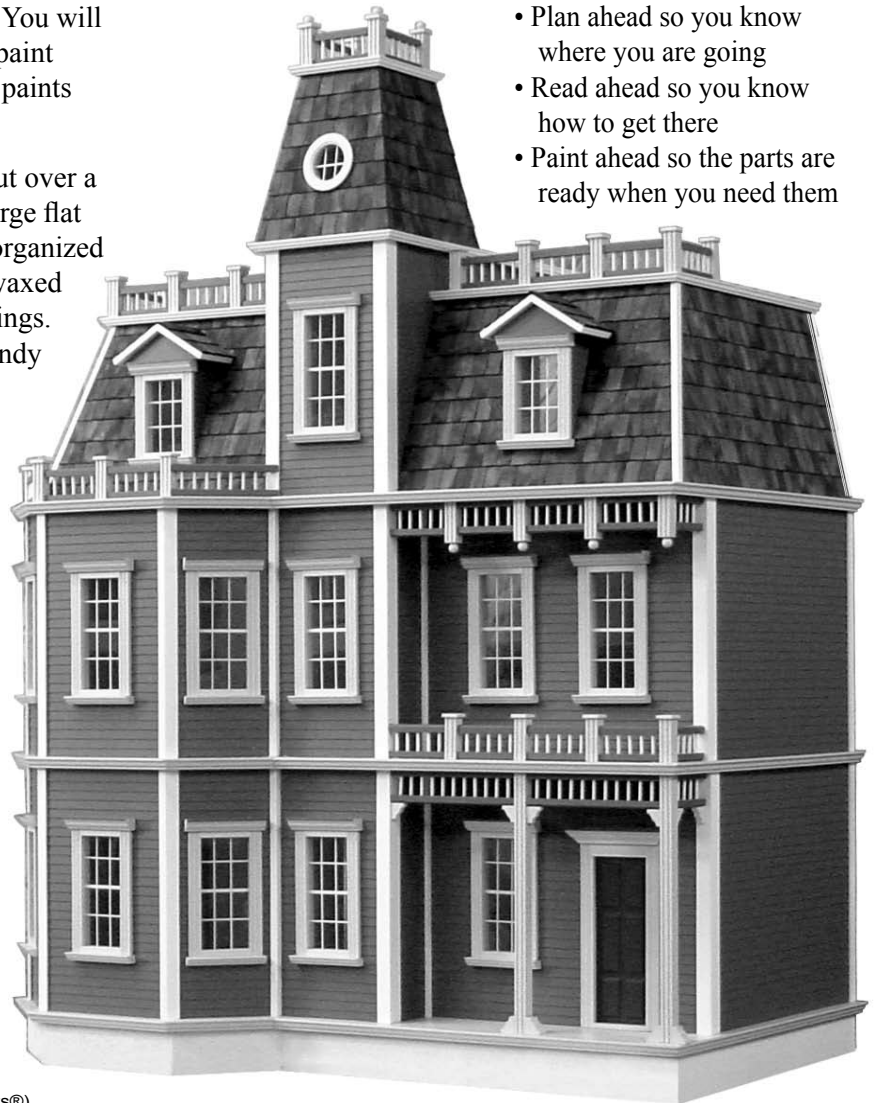 You will
paint
paints
ut over a
rge flat
organized
waxed
ings.
ndy
• Plan ahead so you know
where you are going
• Read ahead so you know
how to get there
• Paint ahead so the parts are
ready when you need them
s®)